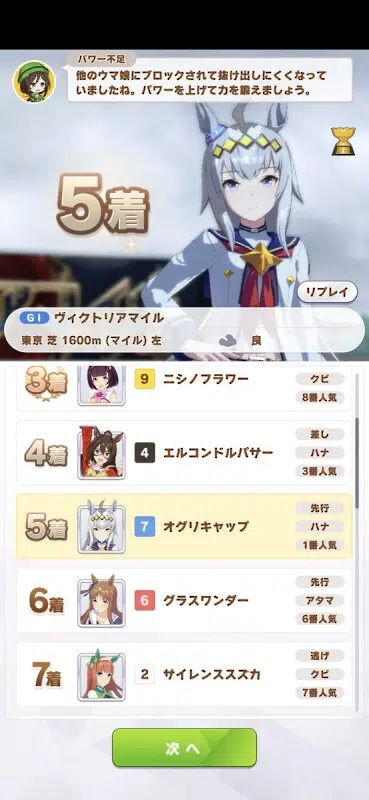 パワー不足
他のウマ娘にブロックされて抜け出しにくくなって
いましたね。パワーを上げて力を鍛えましょう。
5着
リプレイ
GI ヴィクトリアマイル
東京 芝 1600m (マイル) 左 良
3着 9 ニシノフラワー
クビ
8番人気
4着 4 エルコンドルパサー
差し
ハナ
3番人気
5着 7 オグリキャップ
先行
ハナ
1番人気
6着 6 グラスワンダー
先行
アタマ
6番人気
7着 2 サイレンススズカ
逃げ
クビ
7番人気
次へ